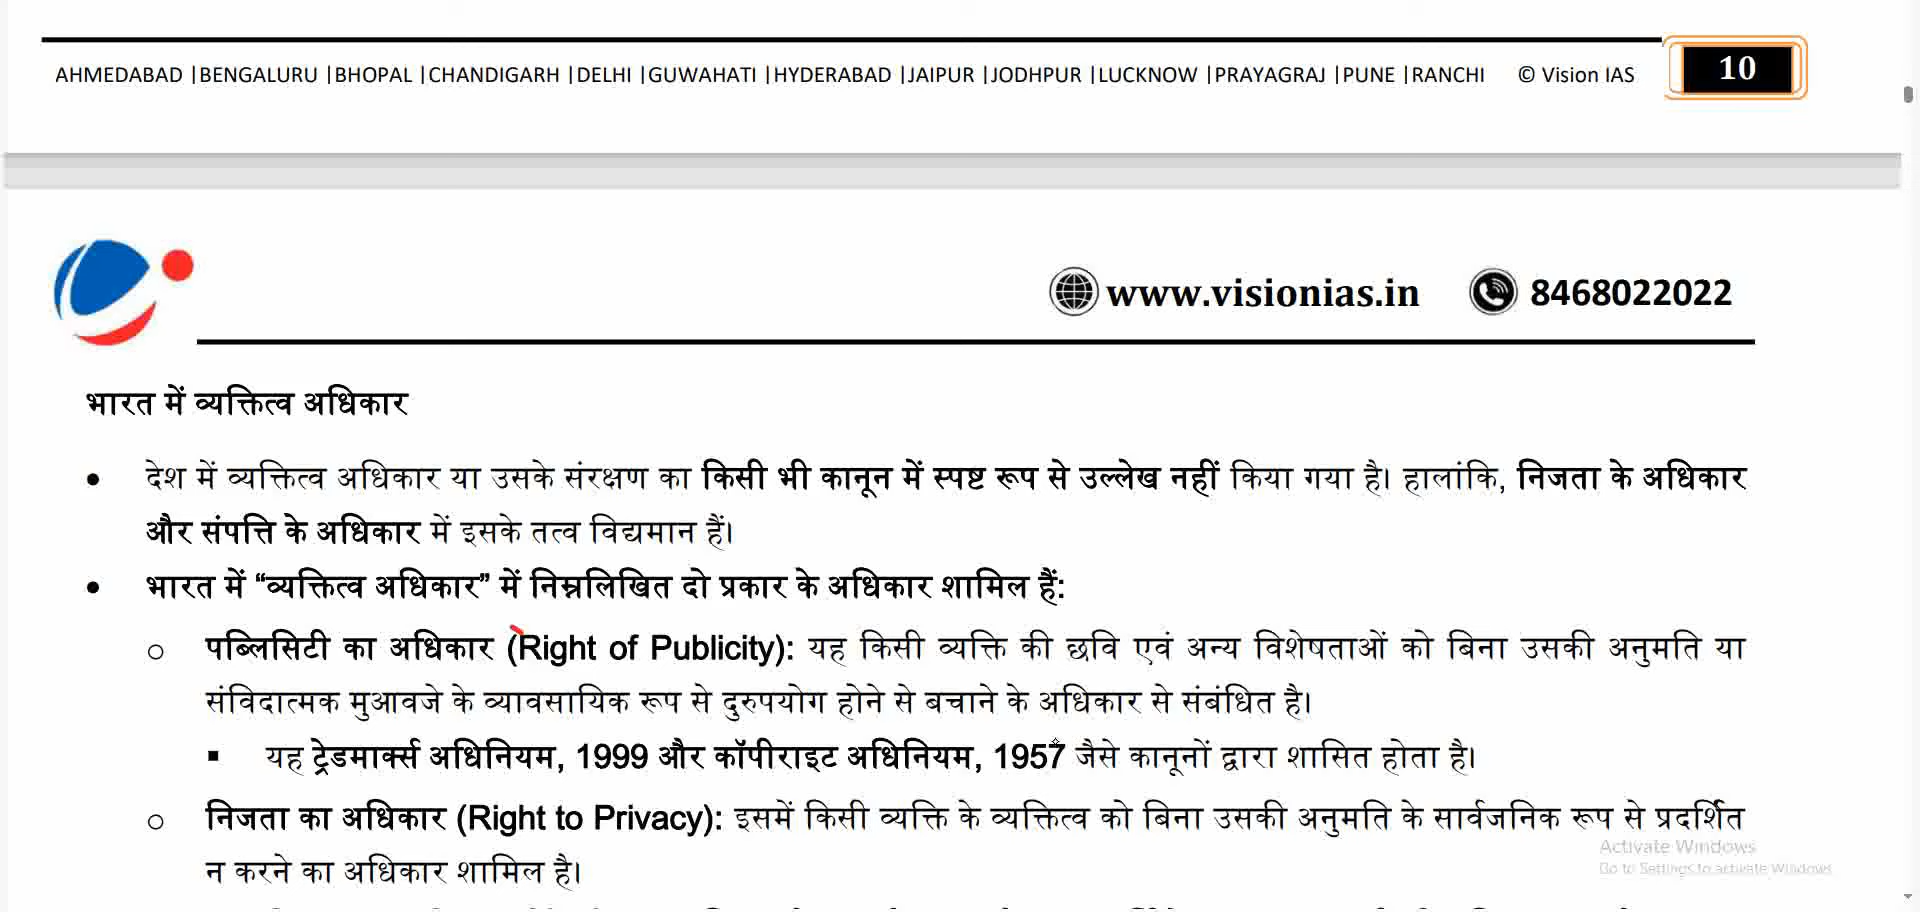 AHMEDABAD |BENGALURU |BHOPAL |CHANDIGARH |DELHI |GUWAHATI |HYDERABAD |JAIPUR |JODHPUR |LUCKNOW |PRAYAGRAJ |PUNE |RANCHI © Vision IAS 10
www.visionias.in 8468022022
भारत में व्यक्तित्व अधिकार
• देश में व्यक्तित्व अधिकार या उसके संरक्षण का किसी भी कानून में स्पष्ट रूप से उल्लेख नहीं किया गया है। हालांकि, निजता के अधिकार
और संपत्ति के अधिकार में इसके तत्व विद्यमान हैं।
• भारत में “व्यक्तित्व अधिकार” में निम्नलिखित दो प्रकार के अधिकार शामिल हैं:
o पब्लिसिटी का अधिकार (Right of Publicity): यह किसी व्यक्ति की छवि एवं अन्य विशेषताओं को बिना उसकी अनुमति या
संविदात्मक मुआवजे के व्यावसायिक रूप से दुरुपयोग होने से बचाने के अधिकार से संबंधित है।
▪ यह ट्रेडमार्क्स अधिनियम, 1999 और कॉपीराइट अधिनियम, 1957 जैसे कानूनों द्वारा शासित होता है।
o निजता का अधिकार (Right to Privacy): इसमें किसी व्यक्ति के व्यक्तित्व को बिना उसकी अनुमति के सार्वजनिक रूप से प्रदर्शित
न करने का अधिकार शामिल है।
Activate Windows
Go to Settings to activate Windows